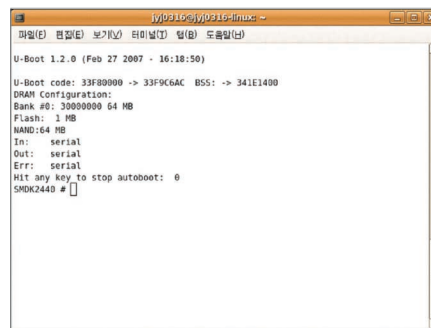 jyj0316@jyj0316-linux: ~
파일(F) 편집(E) 보기(V) 터미널(T) 탭(B) 도움말(H)
U-Boot 1.2.0 (Feb 27 2007 - 16:18:50)
U-Boot code: 33F80000 -> 33F9C6AC BSS: -> 341E1400
DRAM Configuration:
Bank #0: 30000000 64 MB
Flash: 1 MB
NAND:64 MB
In: serial
Out: serial
Err: serial
Hit any key to stop autoboot: 0
SMDK2440 #